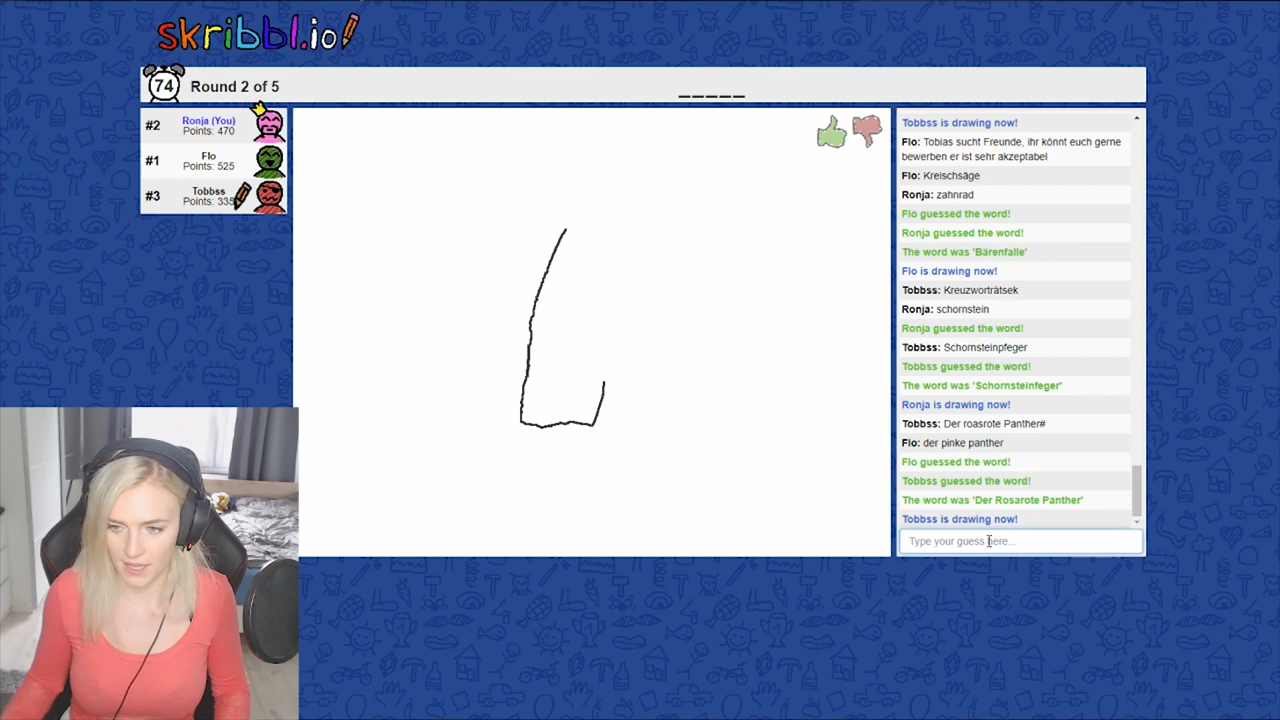 skribbl.io
74
Round 2 of 5
_____
#2
Ronja (You)
Points: 470
#1
Flo
Points: 525
#3
Tobbss
Points: 335
Tobbss is drawing now!
Flo: Tobias sucht Freunde, ihr könnt euch gerne
bewerben er ist sehr akzeptabel
Flo: Kreischsäge
Ronja: zahnrad
Flo guessed the word!
Ronja guessed the word!
The word was 'Bärenfalle'
Flo is drawing now!
Tobbss: Kreuzworträtsek
Ronja: schornstein
Ronja guessed the word!
Tobbss: Schornsteinpfeger
Tobbss guessed the word!
The word was 'Schornsteinfeger'
Ronja is drawing now!
Tobbss: Der roasrote Panther#
Flo: der pinke panther
Flo guessed the word!
Tobbss guessed the word!
The word was 'Der Rosarote Panther'
Tobbss is drawing now!
Type your guess here...